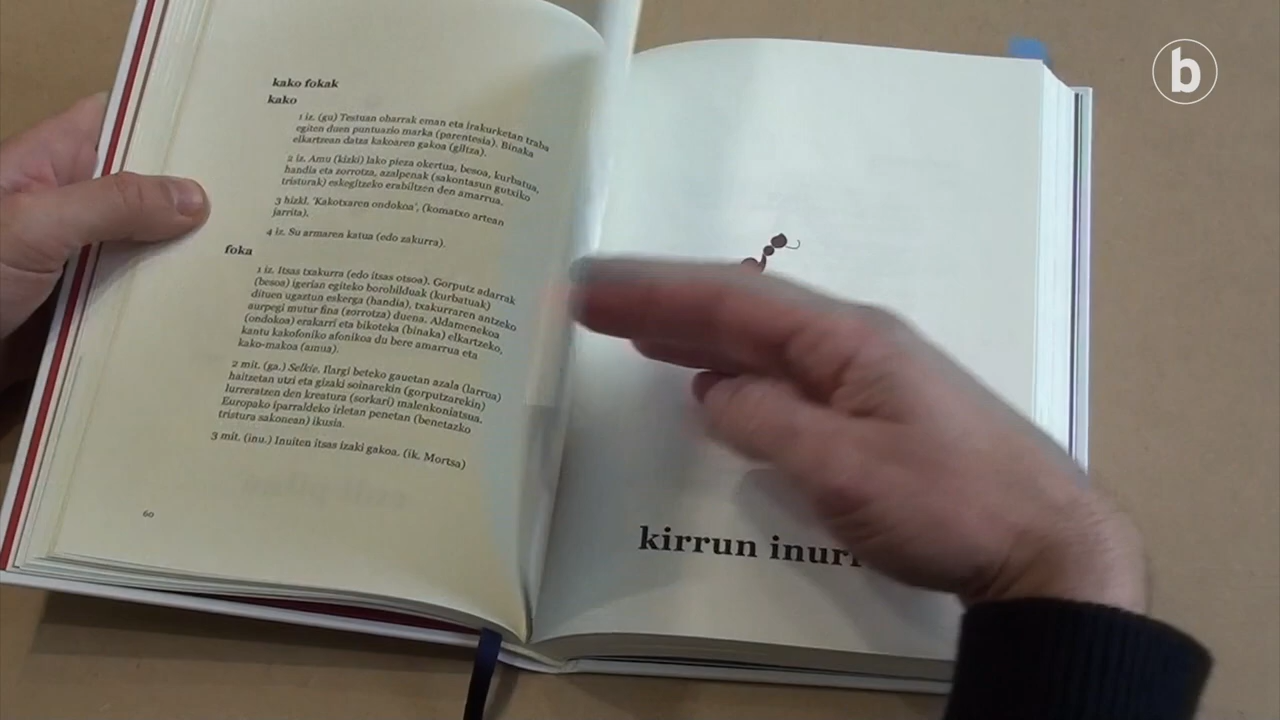 b
kako fokak
kako
1 iz. (gu) Testuan oharrak eman eta irakurketan traba
egiten duen puntuazio marka (parentesia). Binaka
elkartzean datza kakoaren gakoa (giltza).
2 iz. Amu (kizki) lako pieza okertua, besoa, kurbatua,
handia eta zorrotza, azalpenak (sakontasun gutxiko
tristurak) eskegitzeko erabiltzen den amarrua.
3 hizkl. 'Kakotxaren ondokoa', (komatxo artean
jarrita).
4 iz. Su armaren katua (edo zakurra).
foka
1 iz. Itsas txakurra (edo itsas otsoa). Gorputz adarrak
(besoa) igerian egiteko borobilduak (kurbatuak)
dituen ugaztun eskerga (handia), txakurraren antzeko
aurpegi mutur fina (zorrotza) duena. Aldamenekoa
(ondokoa) erakarri eta bikoteka (binaka) elkartzeko,
kantu kakofoniko afonikoa du bere amarrua eta
kako-makoa (amua).
2 mit. (ga.) Selkie. Ilargi beteko gauetan azala (larrua)
haitzetan utzi eta gizaki soinarekin (gorputzarekin)
lurreratzen den kreatura (sorkari) malenkoniatsua.
Europako iparraldeko irletan penetan (benetazko
tristura sakonean) ikusia.
3 mit. (inu.) Inuiten itsas izaki gakoa. (ik. Mortsa)
60
kirrun inurr